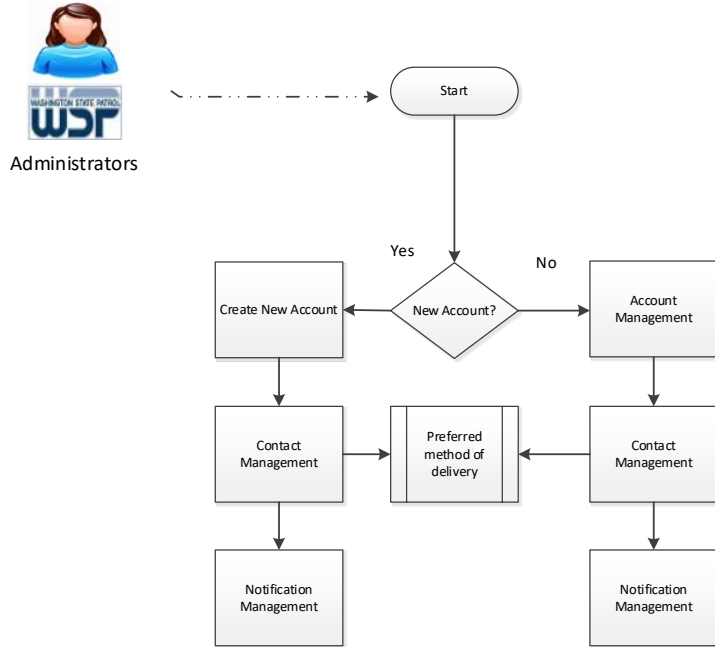 WASHINGTON STATE PATROL
WSP
Administrators
Start
Yes
No
Create New Account
New Account?
Account
Management
Contact
Management
Preferred
method of
delivery
Contact
Management
Notification
Management
Notification
Management